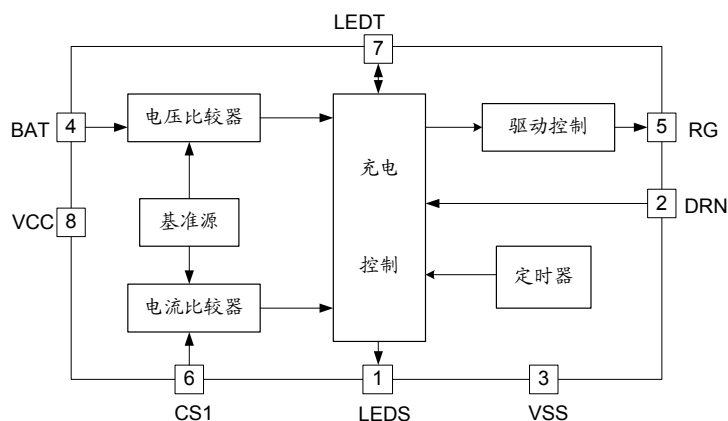 LEDT
7
BAT
4
电压比较器
驱动控制
5
RG
充电
2
DRN
VCC
8
基准源
控制
定时器
电流比较器
6
1
3
CS1
LEDS
VSS